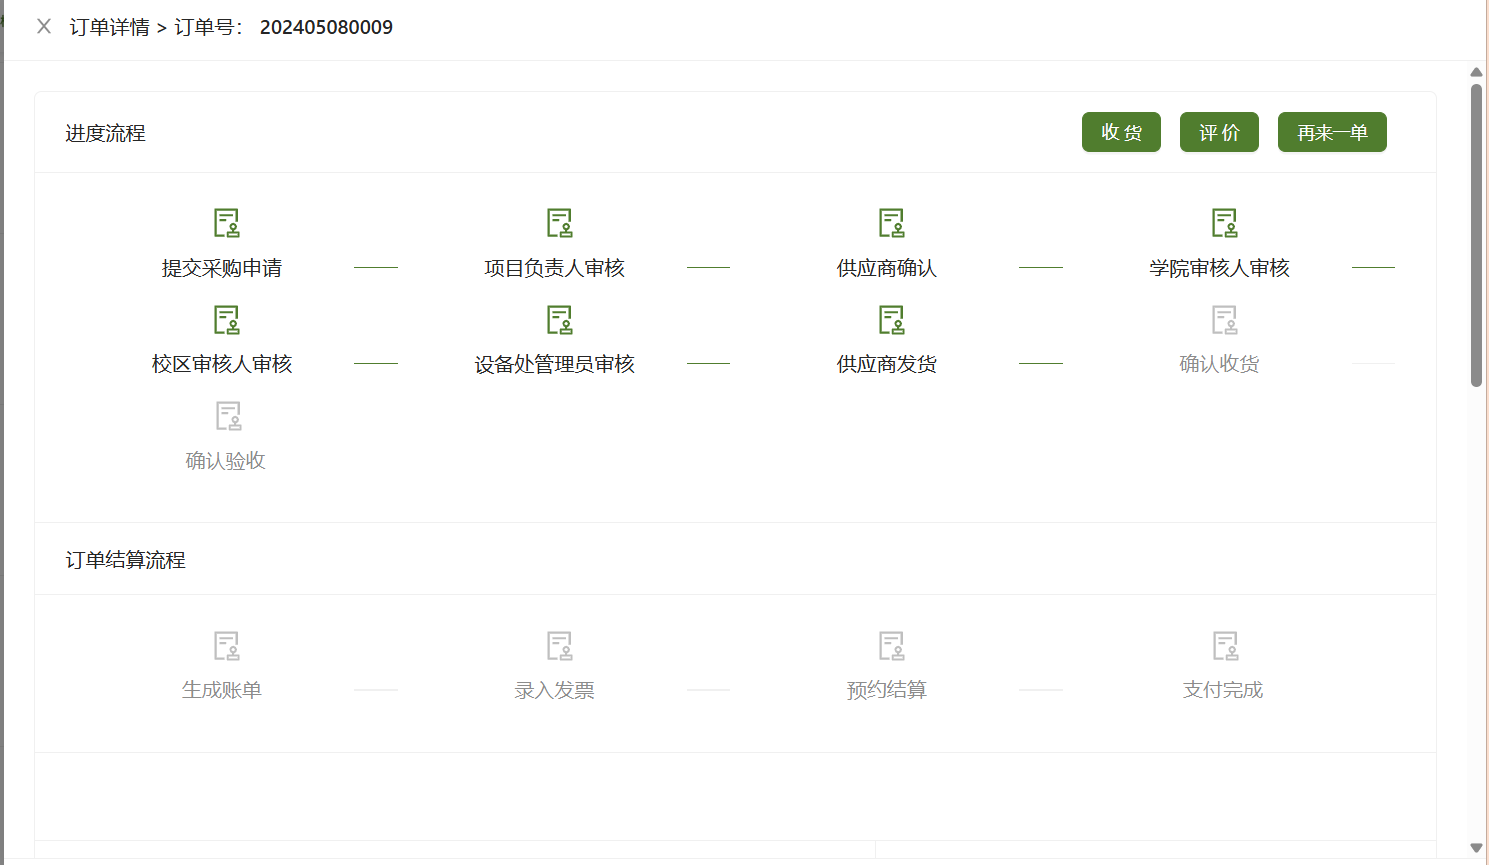 订单详情 > 订单号： 202405080009
进度流程
收货 评价 再来一单
提交采购申请 项目负责人审核 供应商确认 学院审核人审核
校区审核人审核 设备处管理员审核 供应商发货 确认收货
确认验收
订单结算流程
生成账单 录入发票 预约结算 支付完成